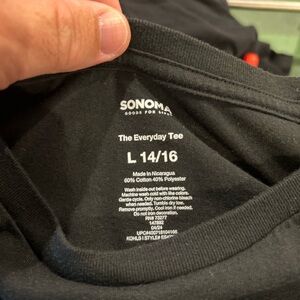 SONOMA
GOODS FOR
The Everyday Tee
L 14/16
Made in Nicaragua
60% Cotton 40% Polyester
Wash inside out before wearing.
Machine wash cold with like colors.
Gentle cycle. Only non-chlorine bleach
when needed. Tumble dry low.
Remove promptly. Cool iron if needed.
Do not iron decoration.
RN# 73277